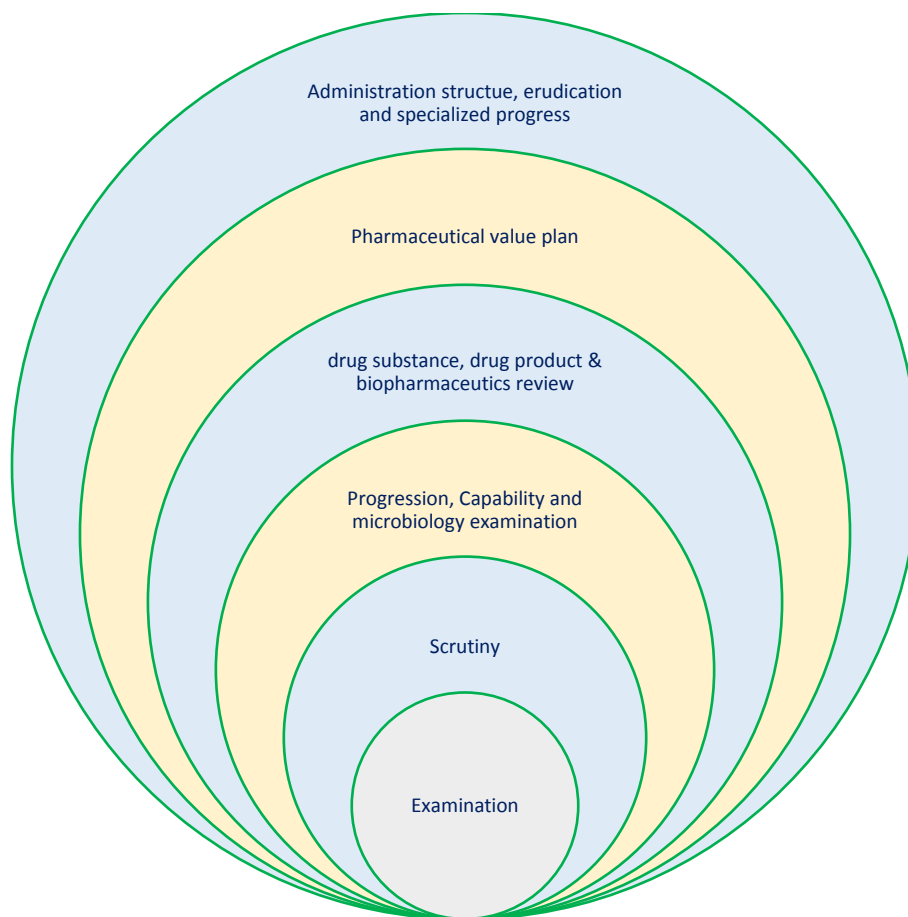 Administration structue, erudication
and specialized progress
Pharmaceutical value plan
drug substance, drug product &
biopharmaceutics review
Progression, Capability and
microbiology examination
Scrutiny
Examination